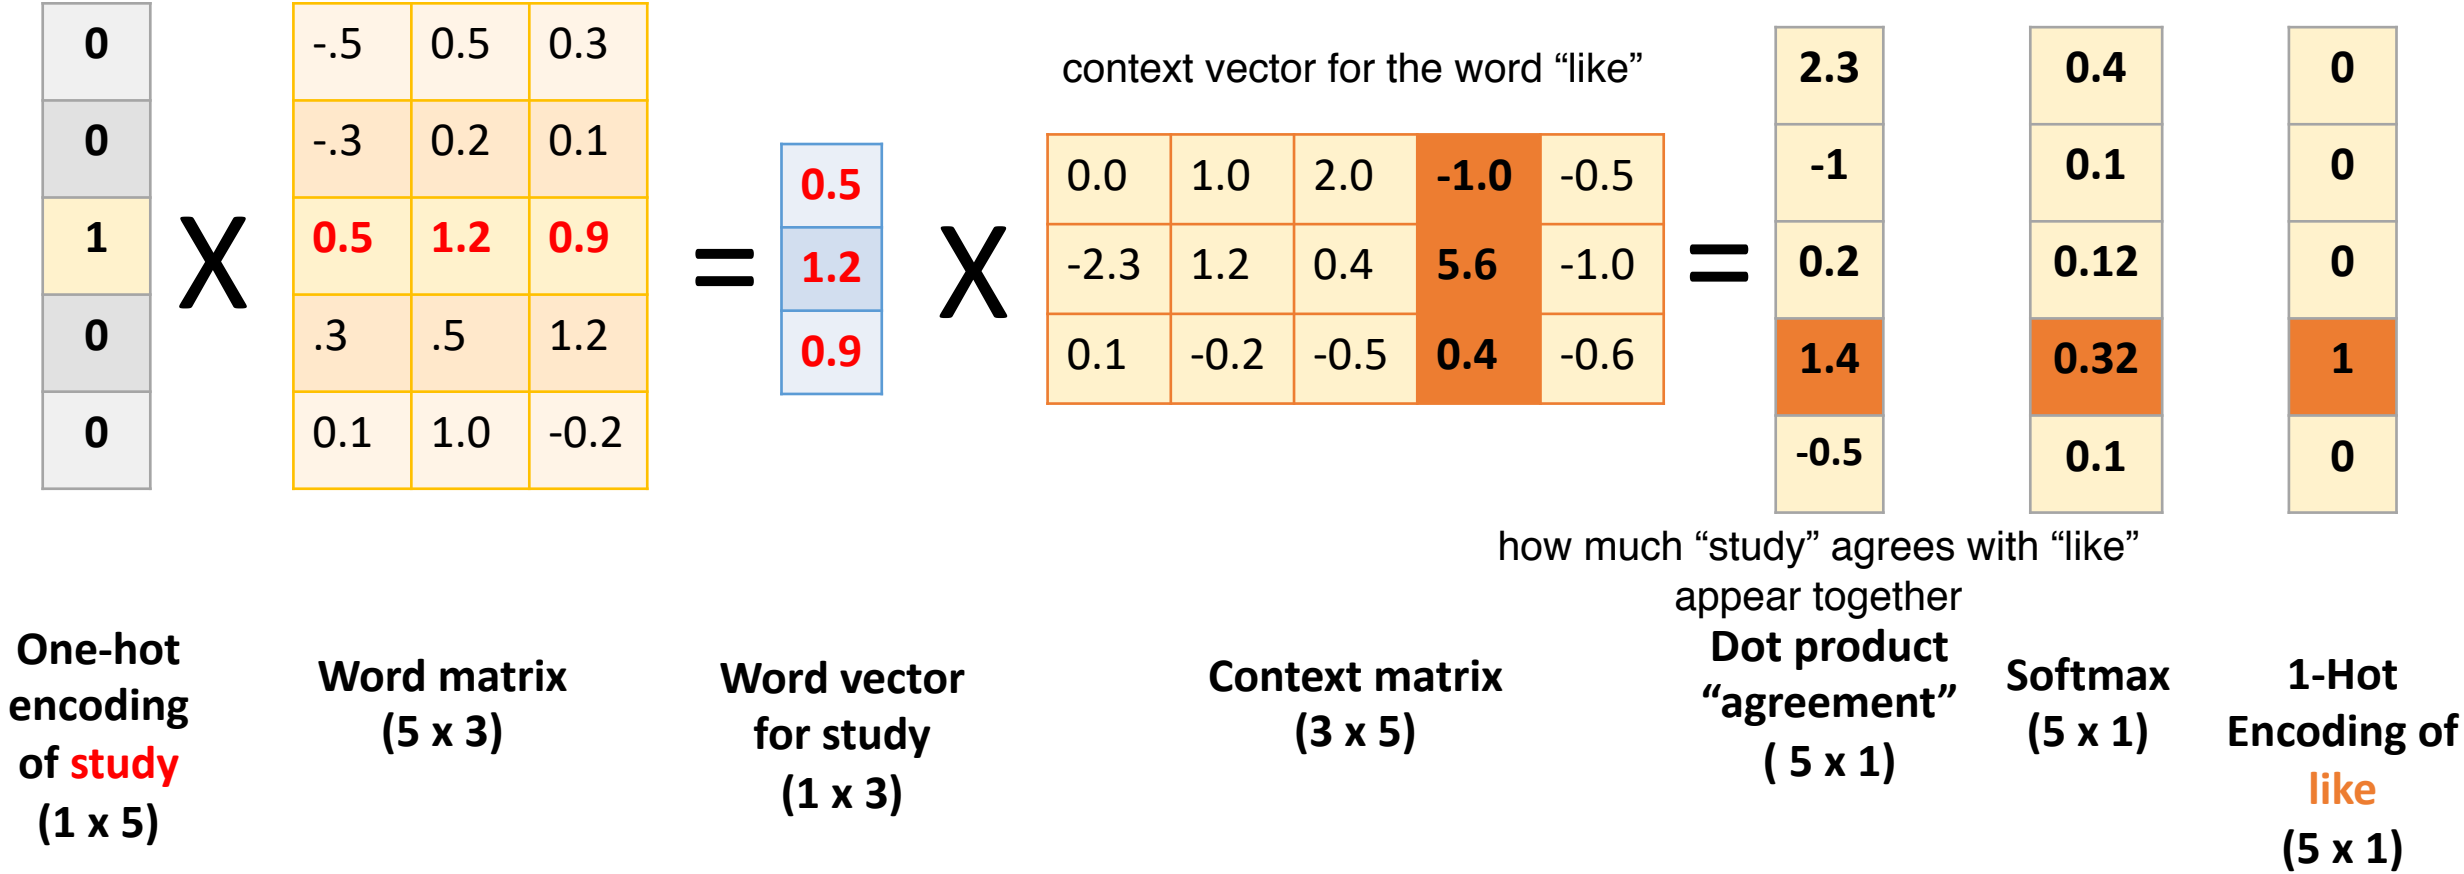 context vector for the word “like”
0
0
1
0
0
X
-.5 0.5 0.3
-.3 0.2 0.1
0.5 1.2 0.9
.3 .5 1.2
0.1 1.0 -0.2
=
0.5
1.2
0.9
X
0.0 1.0 2.0 -1.0 -0.5
-2.3 1.2 0.4 5.6 -1.0
0.1 -0.2 -0.5 0.4 -0.6
=
2.3
-1
0.2
1.4
-0.5
0.4
0.1
0.12
0.32
0.1
0
0
0
1
0
how much “study” agrees with “like”
appear together
One-hot
encoding
of study
(1 x 5)
Word matrix
(5 x 3)
Word vector
for study
(1 x 3)
Context matrix
(3 x 5)
Dot product
“agreement”
( 5 x 1)
Softmax
(5 x 1)
1-Hot
Encoding of
like
(5 x 1)